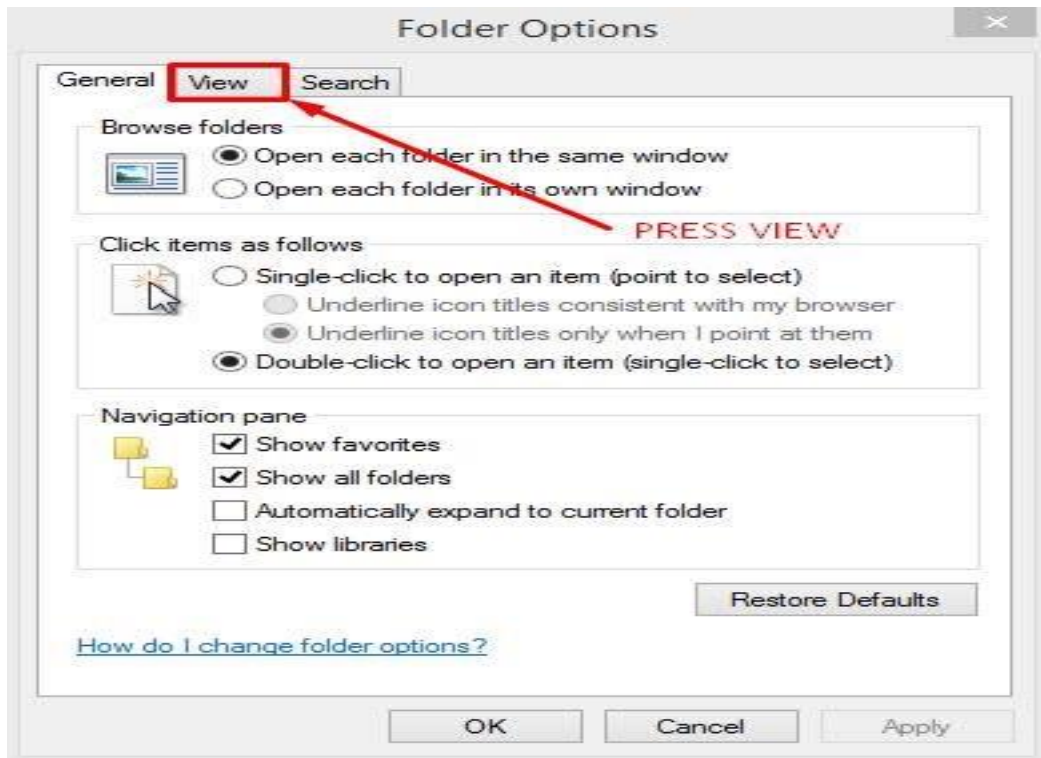 Folder Options
General View Search
Browse folders
Open each folder in the same window
Open each folder in its own window
PRESS VIEW
Click items as follows
Single-click to open an item (point to select)
Underline icon titles consistent with my browser
Underline icon titles only when I point at them
Double-click to open an item (single-click to select)
Navigation pane
Show favorites
Show all folders
Automatically expand to current folder
Show libraries
Restore Defaults
How do I change folder options?
OK Cancel Apply